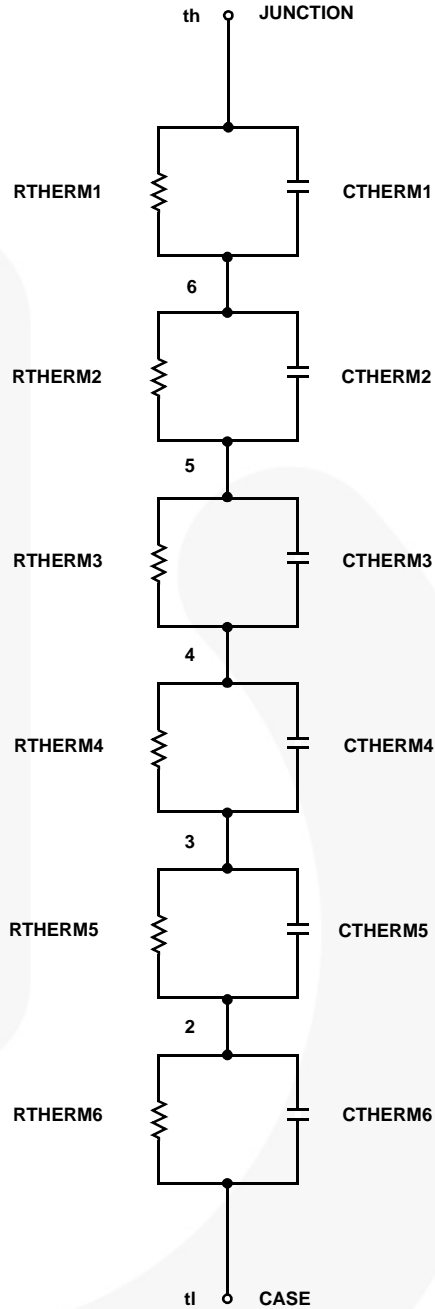 th JUNCTION
RTHERM1 CTHERM1
6
RTHERM2 CTHERM2
5
RTHERM3 CTHERM3
4
RTHERM4 CTHERM4
3
RTHERM5 CTHERM5
2
RTHERM6 CTHERM6
tl CASE